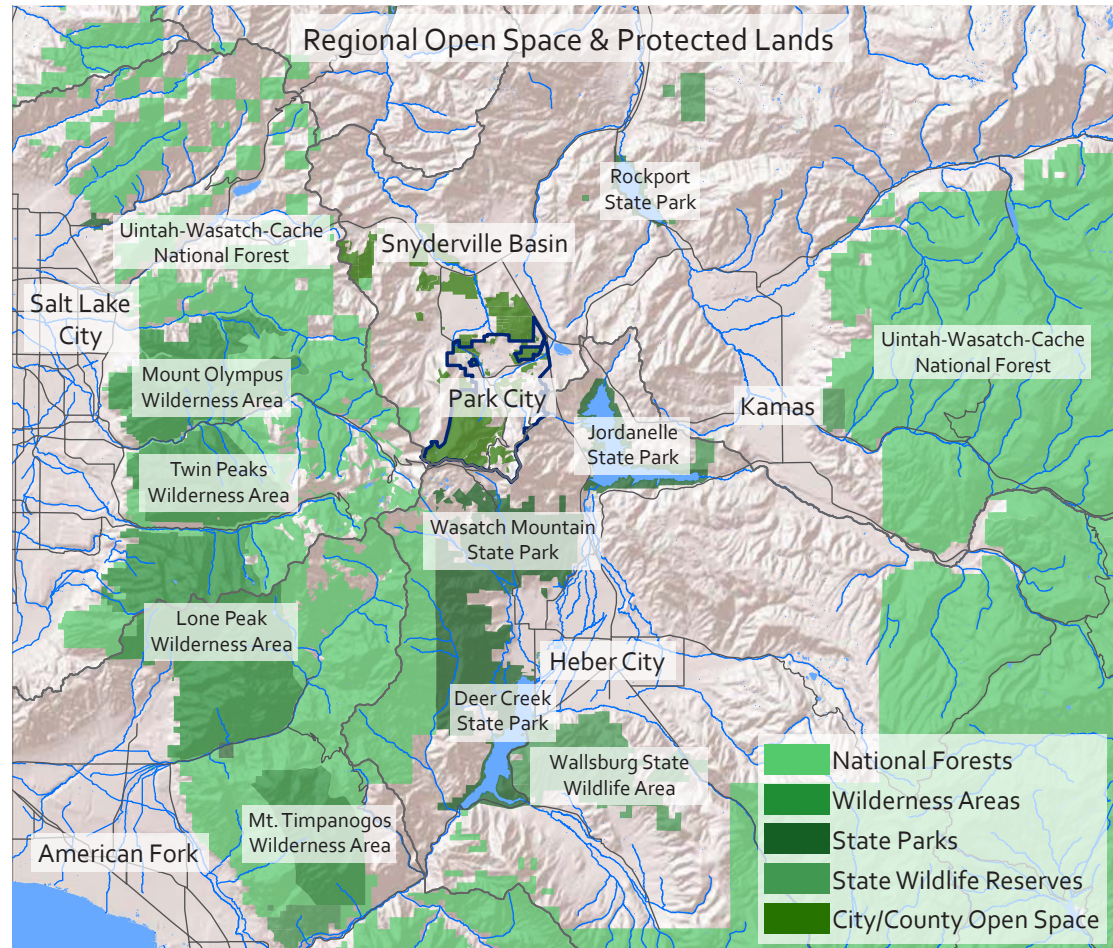 Regional Open Space & Protected Lands
Rockport
State Park
Uintah-Wasatch-Cache
National Forest
Snyderville Basin
Salt Lake
City
Uintah-Wasatch-Cache
National Forest
Mount Olympus
Wilderness Area
Park City
Kamas
Jordanelle
State Park
Twin Peaks
Wilderness Area
Wasatch Mountain
State Park
Lone Peak
Wilderness Area
Heber City
Deer Creek
State Park
Wallsburg State
Wildlife Area
Mt. Timpanogos
Wilderness Area
American Fork
National Forests
Wilderness Areas
State Parks
State Wildlife Reserves
City/County Open Space